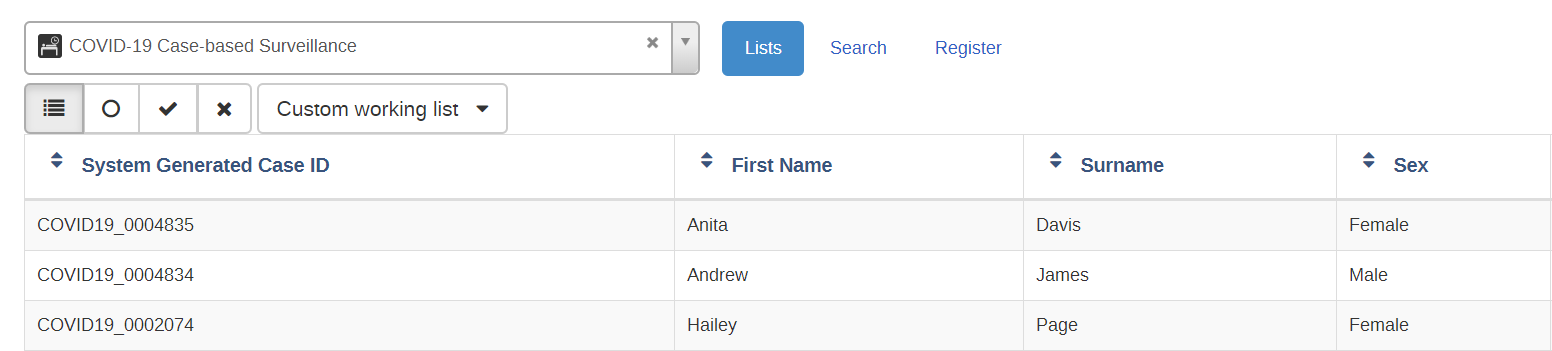 COVID-19 Case-based Surveillance Lists Search Register
Custom working list
System Generated Case ID First Name Surname Sex
COVID19_0004835 Anita Davis Female
COVID19_0004834 Andrew James Male
COVID19_0002074 Hailey Page Female